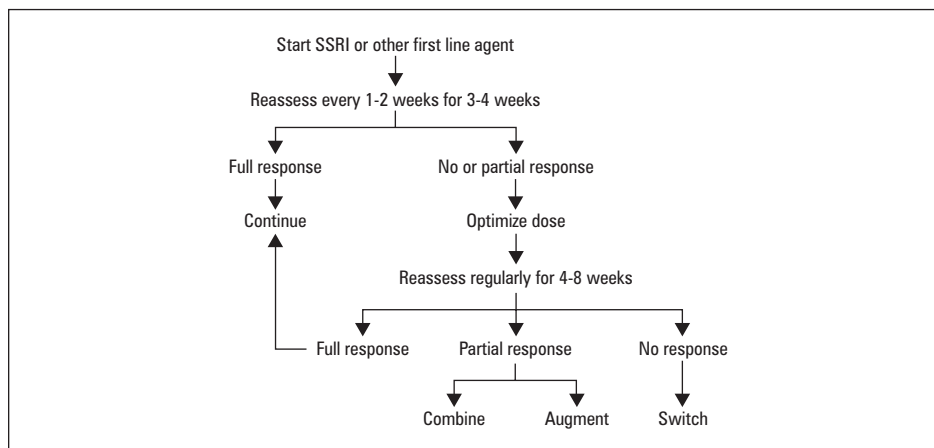 Start SSRI or other first line agent
Reassess every 1-2 weeks for 3-4 weeks
Full response
No or partial response
Continue
Optimize dose
Reassess regularly for 4-8 weeks
Full response
Partial response
No response
Combine
Augment
Switch